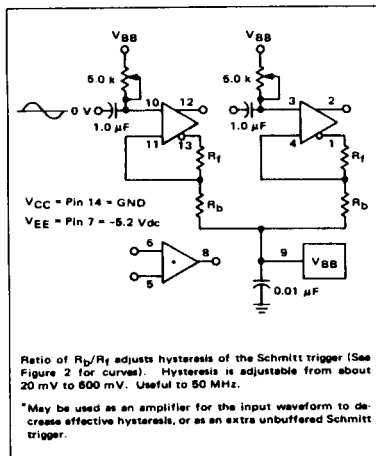 VBB
VBB
5.0 k
5.0 k
0 V
1.0 µF
10
12
11
13
1.0 µF
3
2
4
1
Rf
Rf
Rb
Rb
VCC = Pin 14 = GND
VEE = Pin 7 = -5.2 Vdc
6
5
*
8
9
VBB
0.01 µF
Ratio of Rb/Rf adjusts hysteresis of the Schmitt trigger (See
Figure 2 for curves). Hysteresis is adjustable from about
20 mV to 600 mV. Useful to 50 MHz.
*May be used as an amplifier for the input waveform to de-
crease effective hysteresis, or as an extra unbuffered Schmitt
trigger.